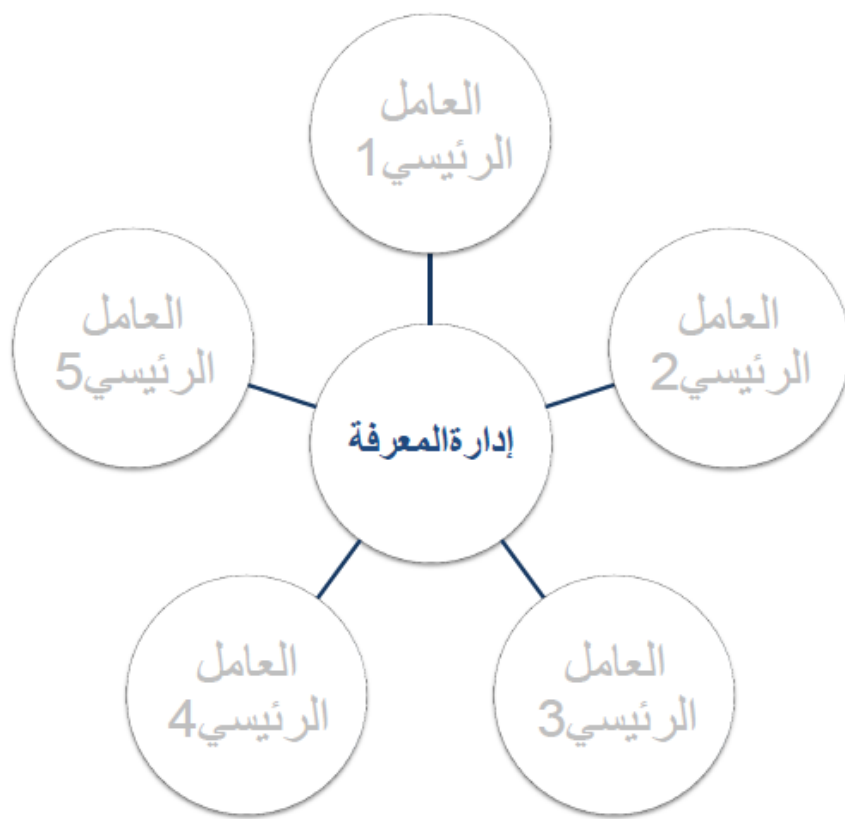 العامل
الرئيسي1
العامل
الرئيسي2
العامل
الرئيسي3
العامل
الرئيسي4
العامل
الرئيسي5
إدارةالمعرفة